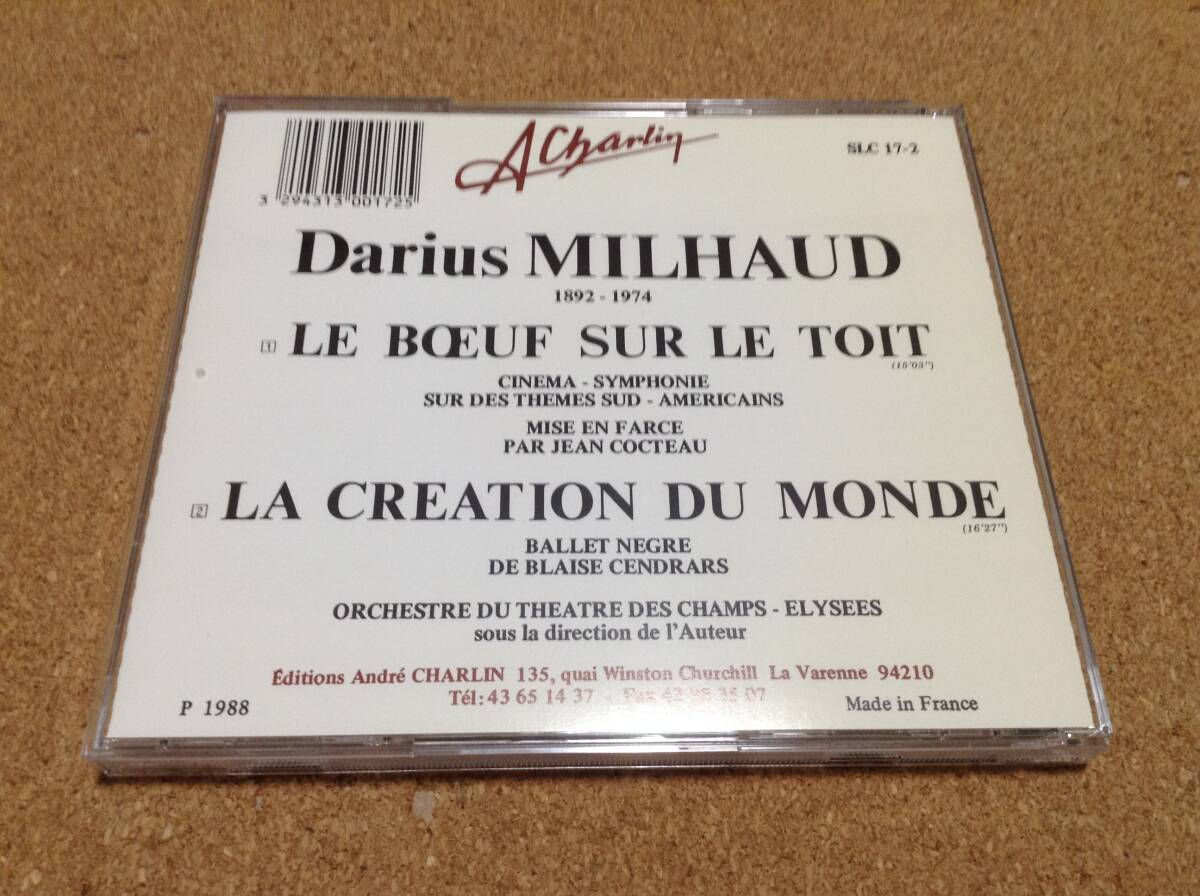 ACharlin
SLC 17-2
3 294313 001725
Darius MILHAUD
1892 - 1974
1 LE BŒUF SUR LE TOIT
(15'03")
CINEMA - SYMPHONIE
SUR DES THEMES SUD - AMERICAINS
MISE EN FARCE
PAR JEAN COCTEAU
2 LA CREATION DU MONDE
(16'27")
BALLET NEGRE
DE BLAISE CENDRARS
ORCHESTRE DU THEATRE DES CHAMPS - ELYSEES
sous la direction de l'Auteur
Éditions André CHARLIN 135, quai Winston Churchill La Varenne 94210
Tél: 43 65 14 37 - Fax
P 1988
Made in France